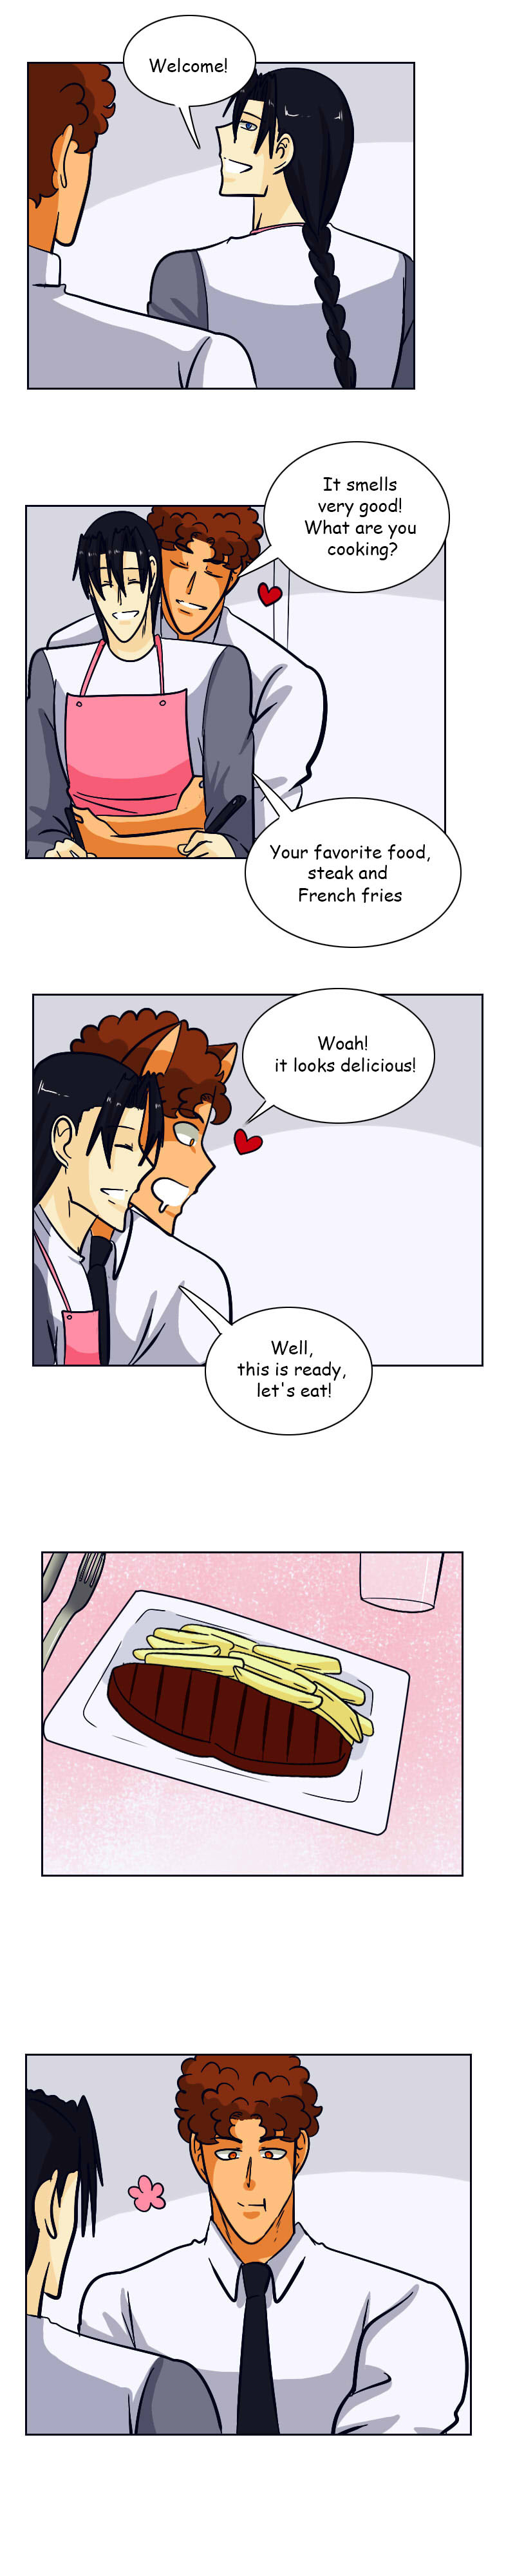 Welcome!
It smells
very good!
What are you
cooking?
Your favorite food,
steak and
French fries
Woah!
it looks delicious!
Well,
this is ready,
let's eat!